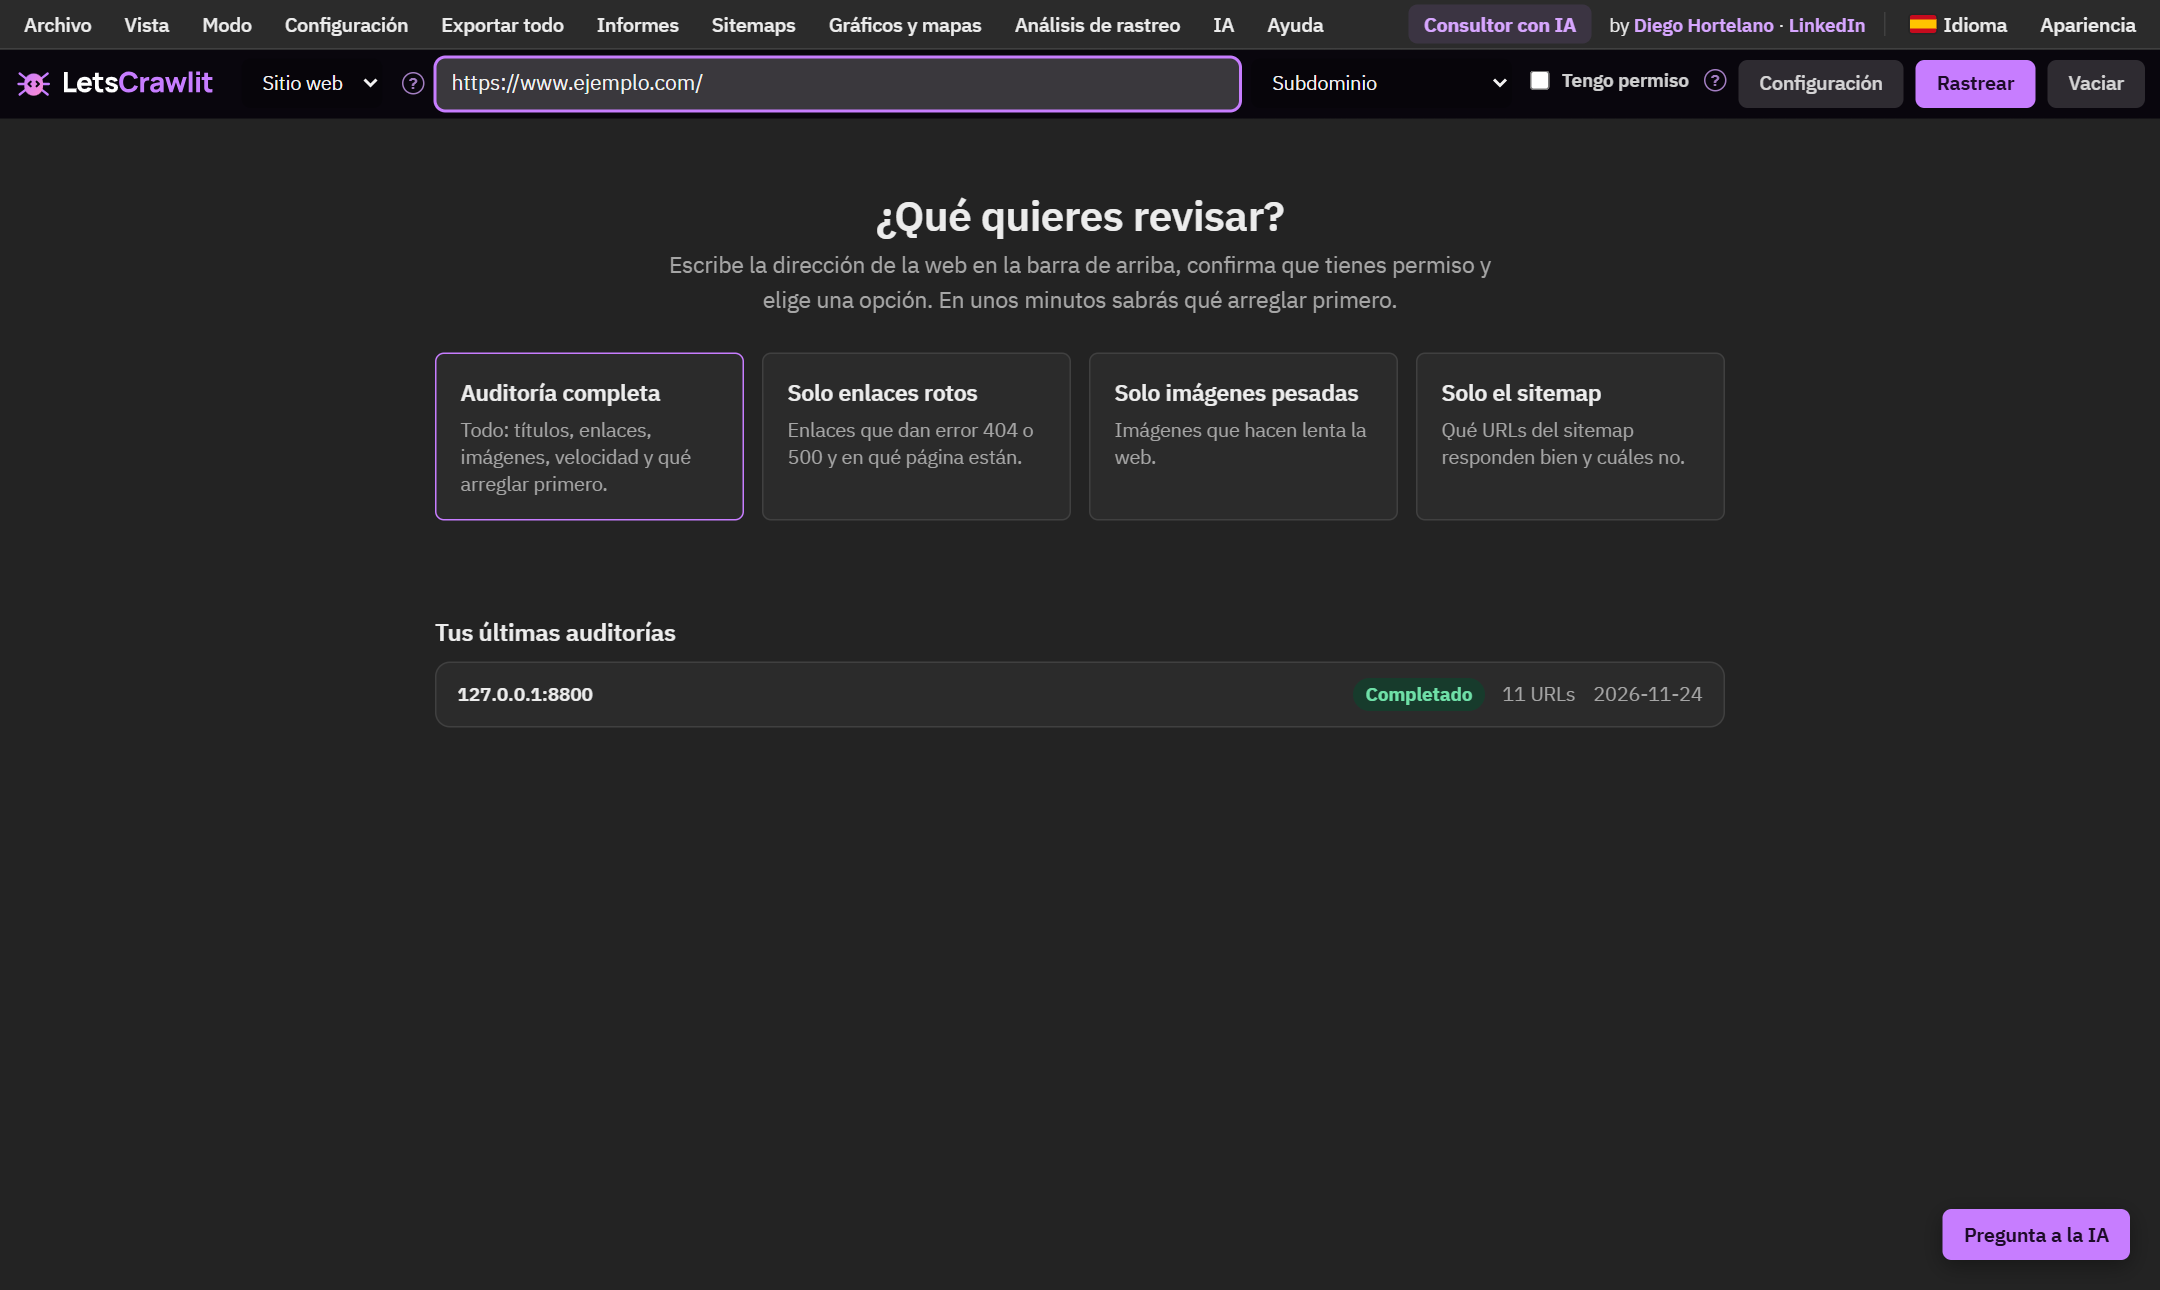 Archivo Vista Modo Configuración Exportar todo Informes Sitemaps Gráficos y mapas Análisis de rastreo IA Ayuda Consultor con IA by Diego Hortelano · LinkedIn Idioma Apariencia
LetsCrawlit Sitio web ? https://www.ejemplo.com/ Subdominio Tengo permiso ? Configuración Rastrear Vaciar
¿Qué quieres revisar?
Escribe la dirección de la web en la barra de arriba, confirma que tienes permiso y
elige una opción. En unos minutos sabrás qué arreglar primero.
Auditoría completa
Todo: títulos, enlaces,
imágenes, velocidad y qué
arreglar primero.
Solo enlaces rotos
Enlaces que dan error 404 o
500 y en qué página están.
Solo imágenes pesadas
Imágenes que hacen lenta la
web.
Solo el sitemap
Qué URLs del sitemap
responden bien y cuáles no.
Tus últimas auditorías
127.0.0.1:8800 Completado 11 URLs 2026-11-24
Pregunta a la IA